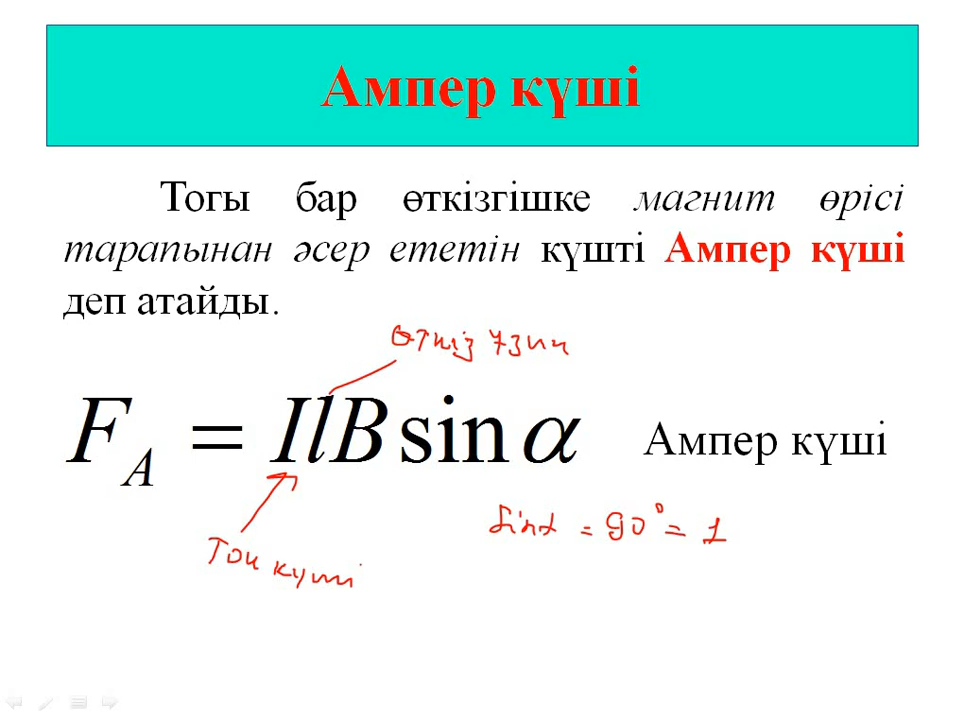 Ампер күші
Тогы бар өткізгішке магнит өрісі
тарапынан әсер ететін күшті Ампер күші
деп атайды.
Өткіз ұзын
F_A = IlB sin α Ампер күші
Sinα = 90° = 1
Ток күші